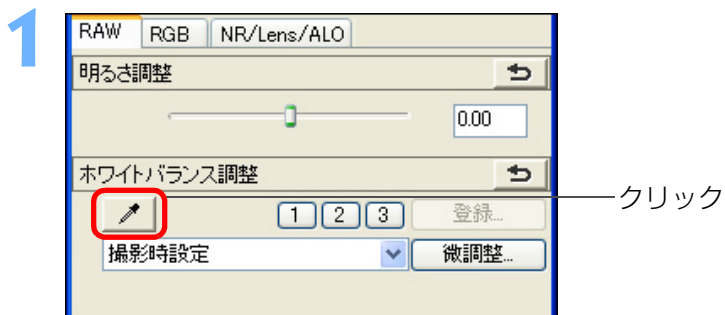 1
RAW RGB NR/Lens/ALO
明るさ調整
0.00
ホワイトバランス調整
クリック
1 2 3 登録...
撮影時設定 微調整...